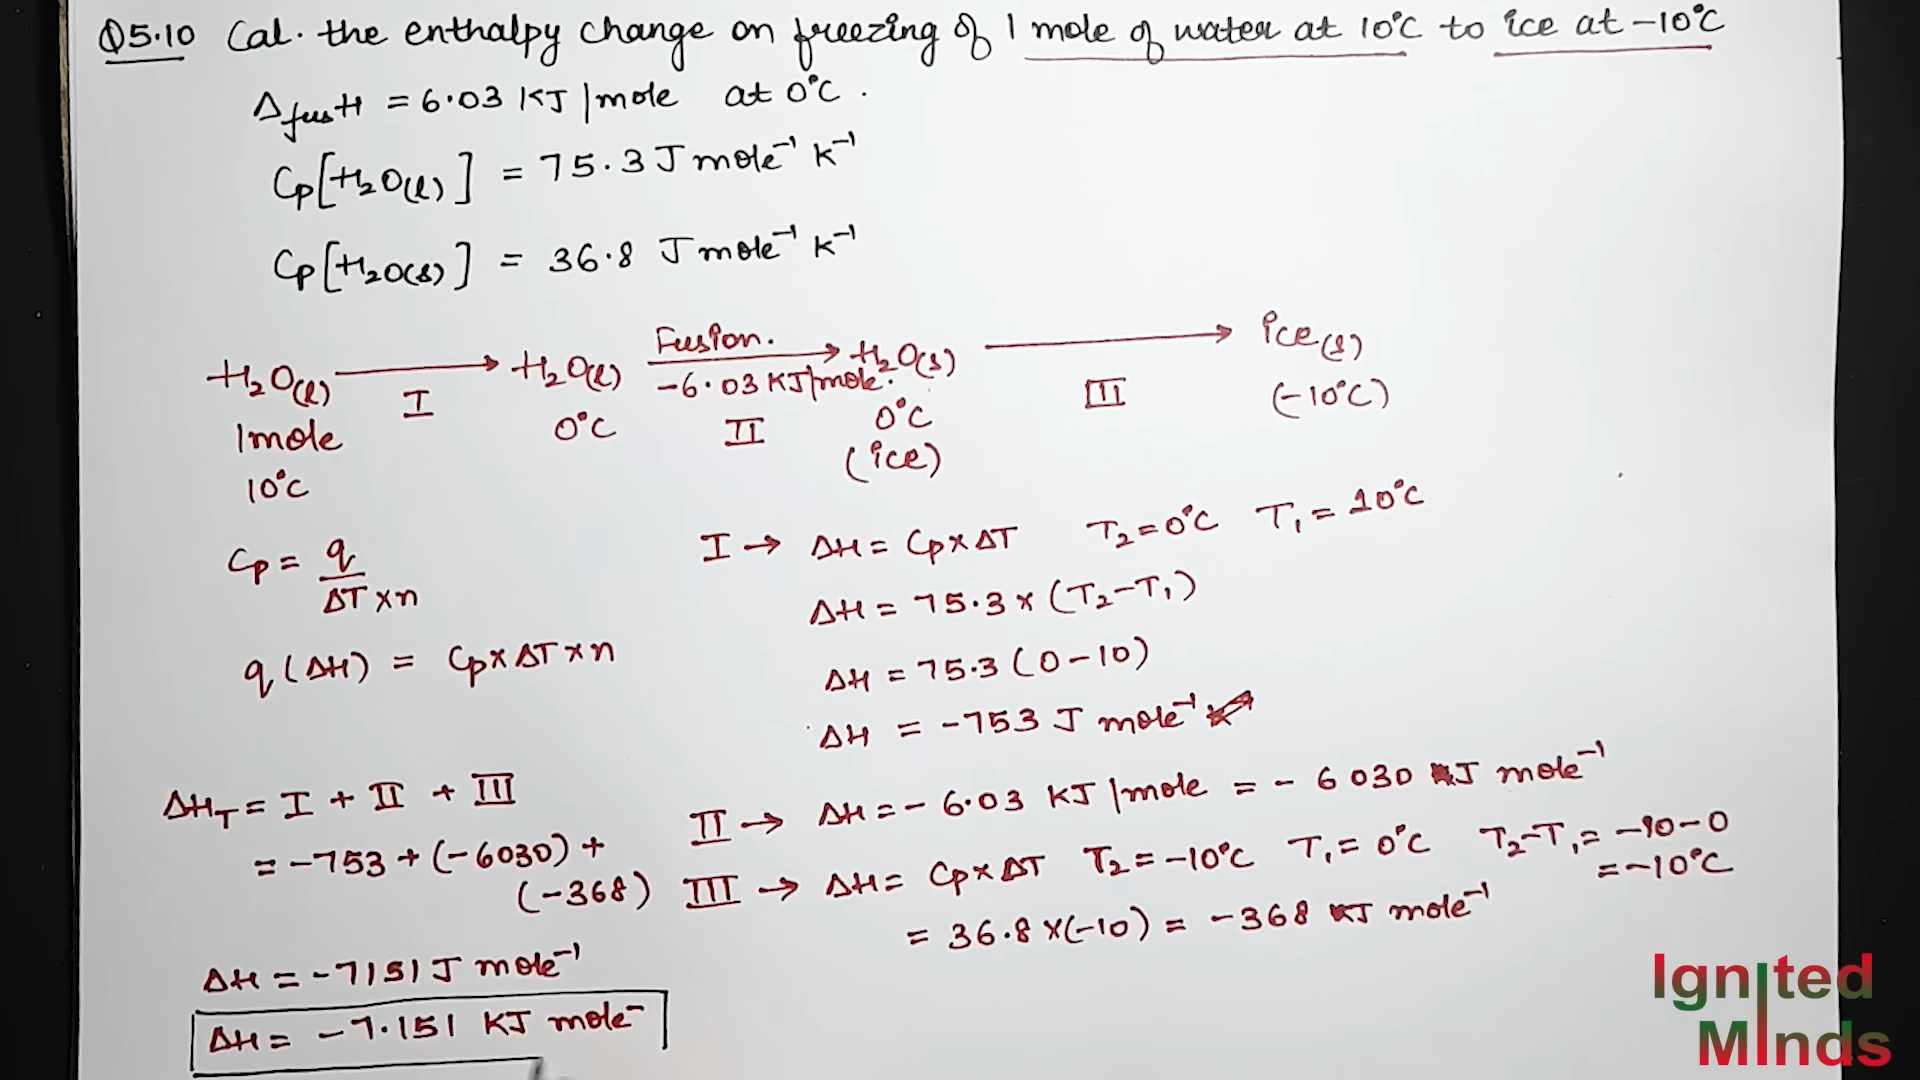 Q5.10 Cal. the enthalpy change on freezing of 1 mole of water at 10°C to ice at -10°C
ΔfusH = 6.03 KJ/mole at 0°C.
Cp[H₂O(l)] = 75.3 J mole⁻¹ K⁻¹
Cp[H₂O(s)] = 36.8 J mole⁻¹ K⁻¹
H₂O(l) → H₂O(l) → H₂O(s) → ice(s)
Fusion.
-6.03 KJ/mole.
I II III
1mole 0°C 0°C (-10°C)
10°C (ice)
Cp = q / ΔT × n
q (ΔH) = Cp × ΔT × n
I → ΔH = Cp × ΔT T₂ = 0°C T₁ = 10°C
ΔH = 75.3 × (T₂-T₁)
ΔH = 75.3 (0-10)
ΔH = -753 J mole⁻¹
II → ΔH = -6.03 KJ/mole = -6030 J mole⁻¹
III → ΔH = Cp × ΔT T₂ = -10°C T₁ = 0°C T₂-T₁ = -10-0
= -10°C
= 36.8 × (-10) = -368 J mole⁻¹
ΔH_T = I + II + III
= -753 + (-6030) +
(-368)
ΔH = -7151 J mole⁻¹
ΔH = -7.151 KJ mole⁻
Ignited
Minds